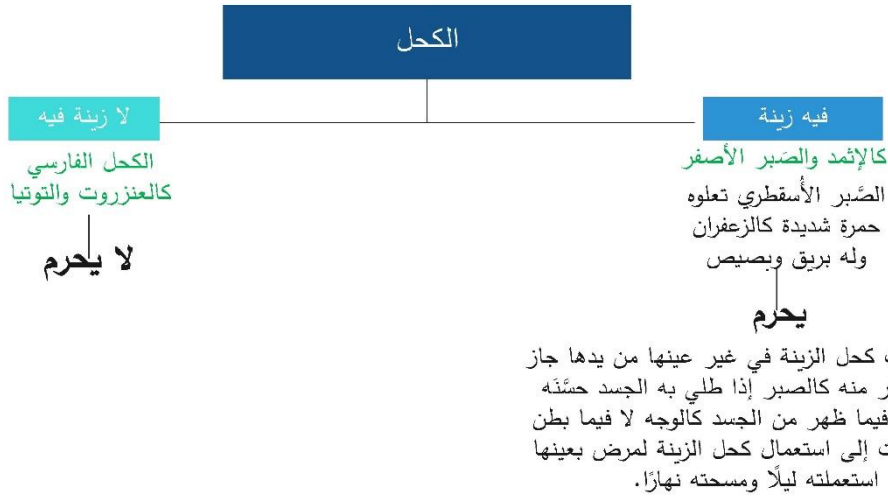 الكحل
فيه زينة
كالإثمد والصَبر الأصفر
الصَّبر الأُسقطري تعلوه
حمرة شديدة كالزعفران
وله بريق وبصيص
يحرم
كحل الزينة في غير عينها من يدها جاز
منه كالصبر إذا طلي به الجسد حسَّنَه
فيما ظهر من الجسد كالوجه لا فيما بطن
إلى استعمال كحل الزينة لمرض بعينها
استعملته ليلًا ومسحته نهارًا.
لا زينة فيه
الكحل الفارسي
كالعنزروت والتوتيا
لا يحرم